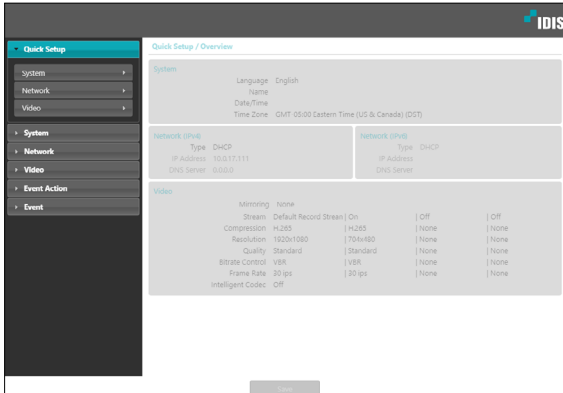 IDIS
Quick Setup
System
Network
Video
System
Network
Video
Event Action
Event
Quick Setup / Overview
System
Language English
Name
Date/Time
Time Zone GMT-05:00 Eastern Time (US & Canada) (DST)
Network (IPv4)
Type DHCP
IP Address 10.0.17.111
DNS Server 0.0.0.0
Network (IPv6)
Type DHCP
IP Address
DNS Server
Video
Mirroring None
Stream Default Record Stream | On | Off | Off
Compression H.265 | H.265 | None | None
Resolution 1920x1080 | 704x480 | None | None
Quality Standard | Standard | None | None
Bitrate Control VBR | VBR | None | None
Frame Rate 30 ips | 30 ips | None | None
Intelligent Codec Off
Save